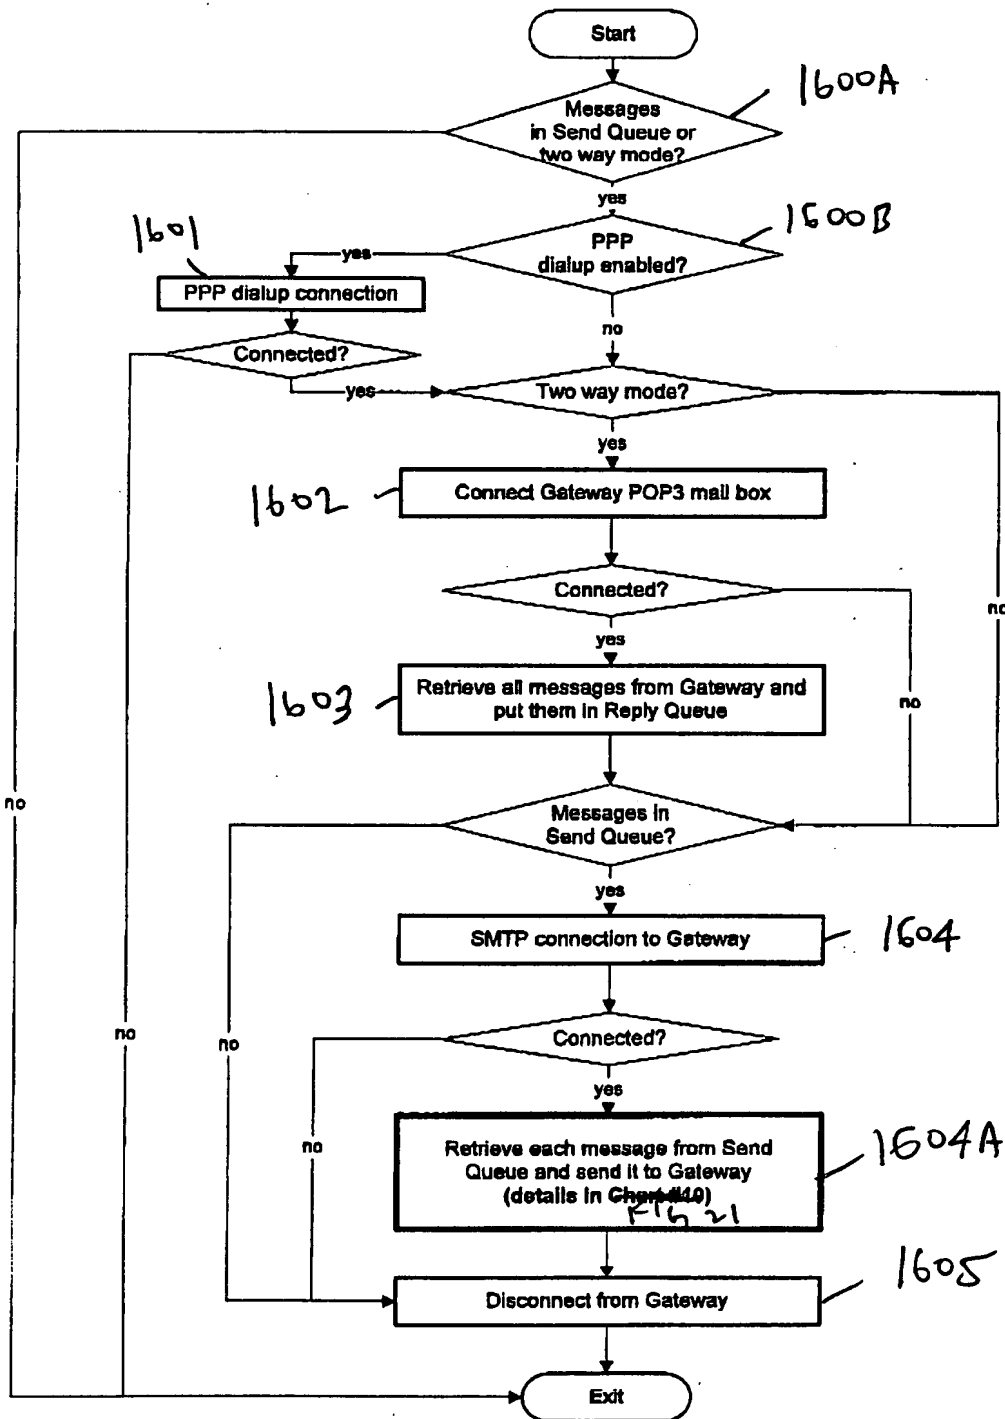 Start
1600A
Messages
in Send Queue or
two way mode?
yes
1600B
PPP
dialup enabled?
yes
1601
PPP dialup connection
no
Connected?
yes
Two way mode?
yes
1602
Connect Gateway POP3 mail box
Connected?
no
yes
1603
Retrieve all messages from Gateway and
put them in Reply Queue
no
no
Messages in
Send Queue?
yes
SMTP connection to Gateway
1604
Connected?
no
no
yes
no
Retrieve each message from Send
Queue and send it to Gateway
(details in Chart #10)
FIG 21
1604A
1605
Disconnect from Gateway
Exit